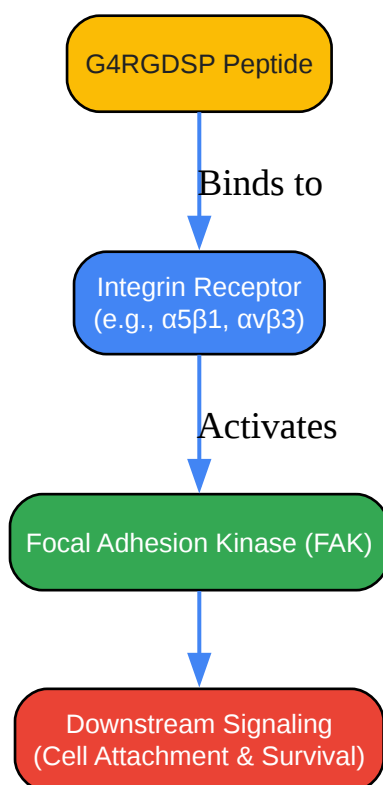 G4RGDSP Peptide
Binds to
Integrin Receptor
(e.g., α5β1, αvβ3)
Activates
Focal Adhesion Kinase (FAK)
Downstream Signaling
(Cell Attachment & Survival)